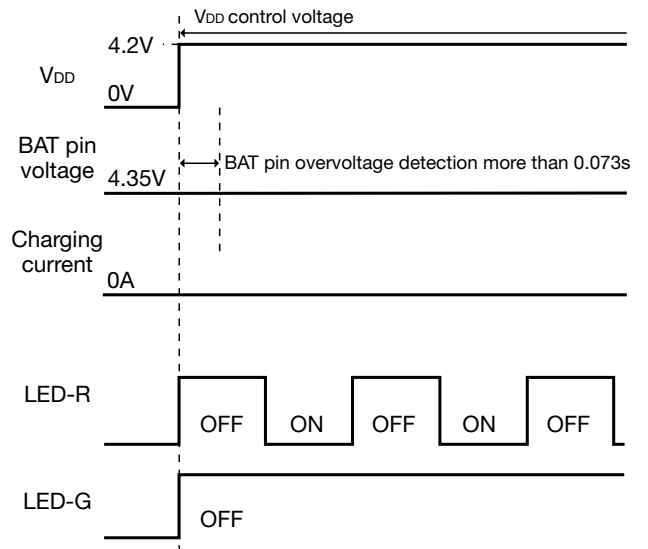 VDD control voltage
4.2V
VDD
0V
BAT pin
voltage
4.35V
BAT pin overvoltage detection more than 0.073s
Charging
current
0A
LED-R
OFF ON OFF ON OFF
LED-G
OFF